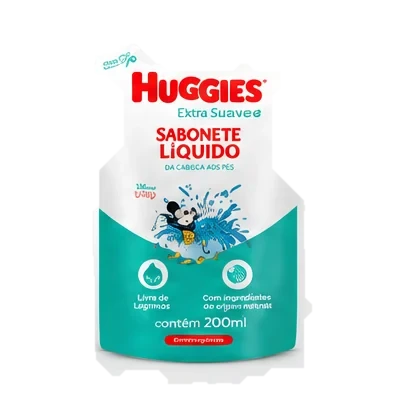 HUGGIES
Extra Suave
SABONETE
LÍQUIDO
DA CABEÇA AOS PÉS
Livre de
Lágrimas
Com ingredientes
de origem natural
contém 200ml